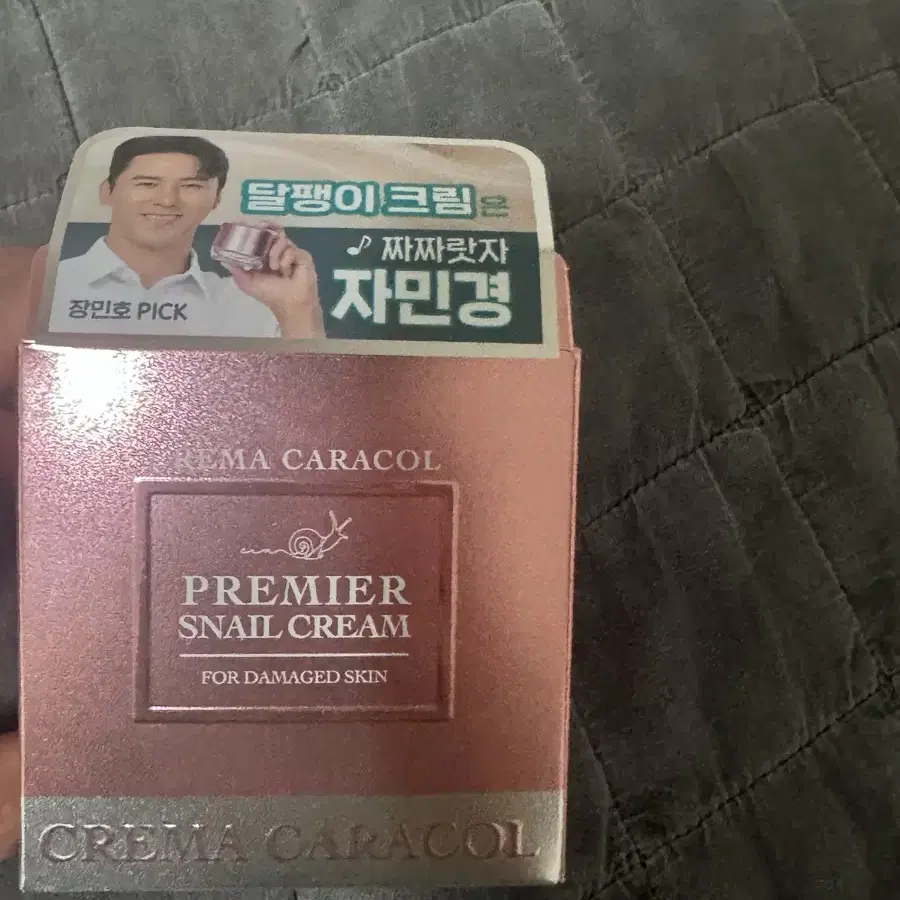 달팽이 크림은
♪ 짜짜랏자
자민경
장민호 PICK
CREMA CARACOL
PREMIER
SNAIL CREAM
FOR DAMAGED SKIN
CREMA CARACOL